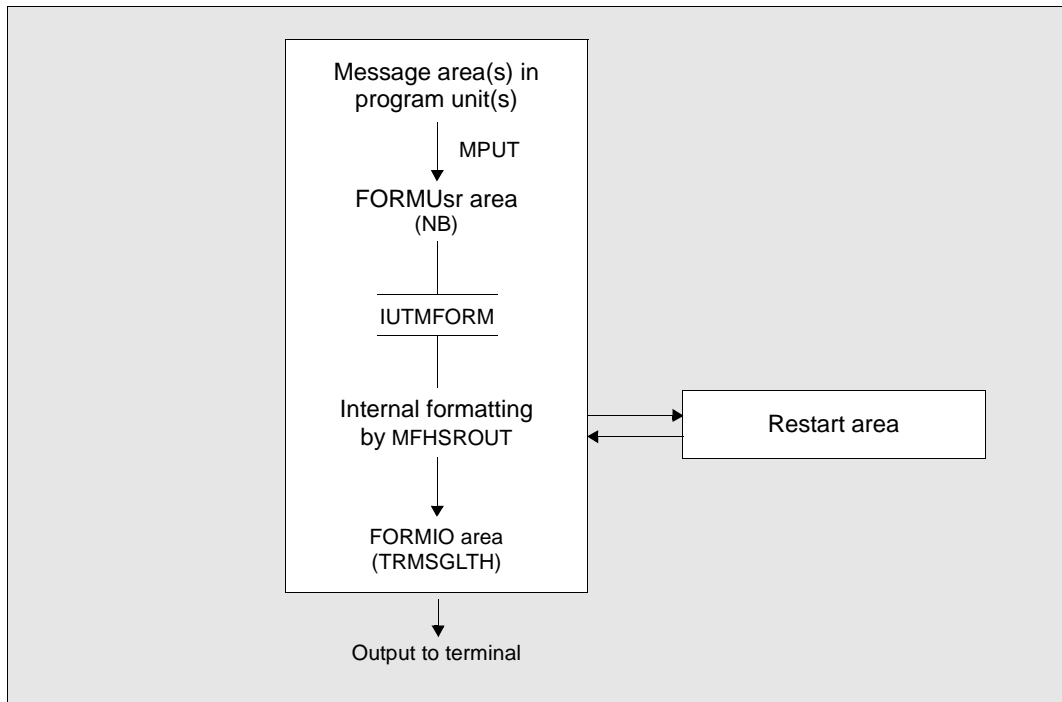 Message area(s) in
program unit(s)
MPUT
FORMUsr area
(NB)
IUTMFORM
Internal formatting
by MFHSROUT
Restart area
FORMIO area
(TRMSGLTH)
Output to terminal